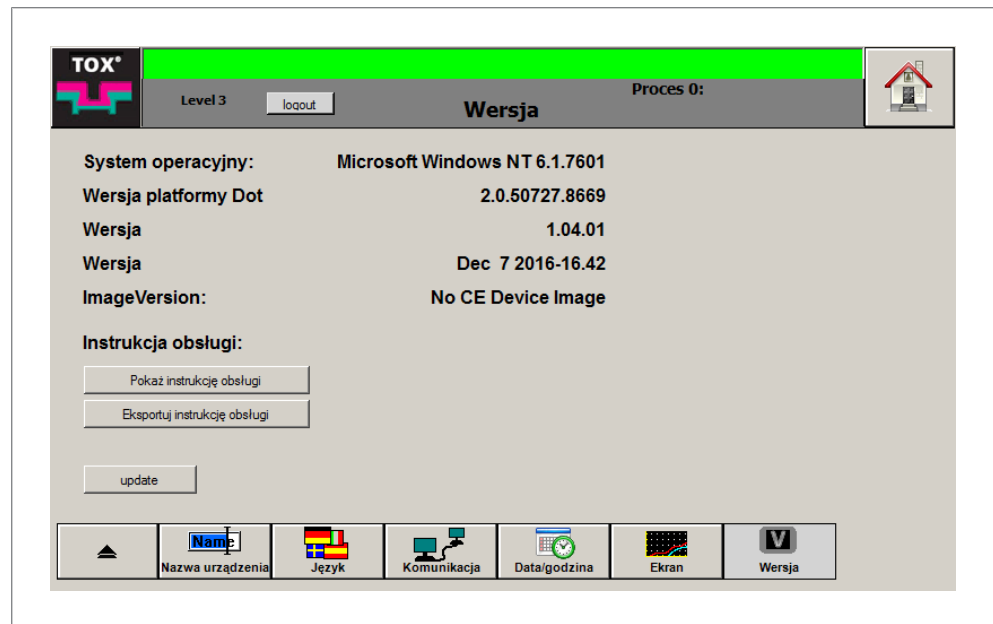 TOX®
Level 3
logout
Wersja
Proces 0:
System operacyjny: Microsoft Windows NT 6.1.7601
Wersja platformy Dot 2.0.50727.8669
Wersja 1.04.01
Wersja Dec 7 2016-16.42
ImageVersion: No CE Device Image
Instrukcja obsługi:
Pokaż instrukcję obsługi
Eksportuj instrukcję obsługi
update
Name
V
Nazwa urządzenia Język Komunikacja Data/godzina Ekran Wersja